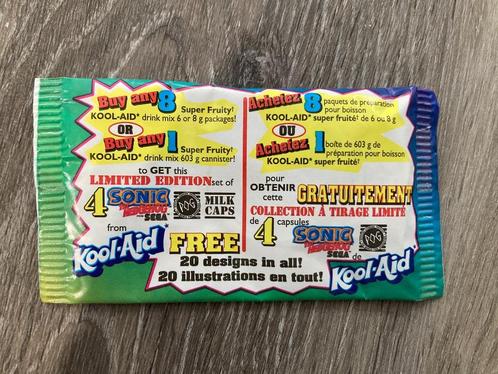 Buy any 8 Super Fruity†
KOOL-AID* drink mix 6 or 8 g packages!
OR
Buy any 1 Super Fruity†
KOOL-AID* drink mix 603 g cannister!
to GET this
LIMITED EDITION set of
4 SONIC THE HEDGEHOG SEGA POG MILK CAPS
from
Kool-Aid
FREE
Achetez 8 paquets de préparation
pour boisson
KOOL-AID* super fruité† de 6 ou 8 g
OU
Achetez 1 boîte de 603 g de
préparation pour boisson
KOOL-AID* super fruité†
pour
OBTENIR GRATUITEMENT
cette
COLLECTION À TIRAGE LIMITÉ
de 4 capsules
SONIC THE HEDGEHOG SEGA POG
de
Kool-Aid
20 designs in all!
20 illustrations en tout!